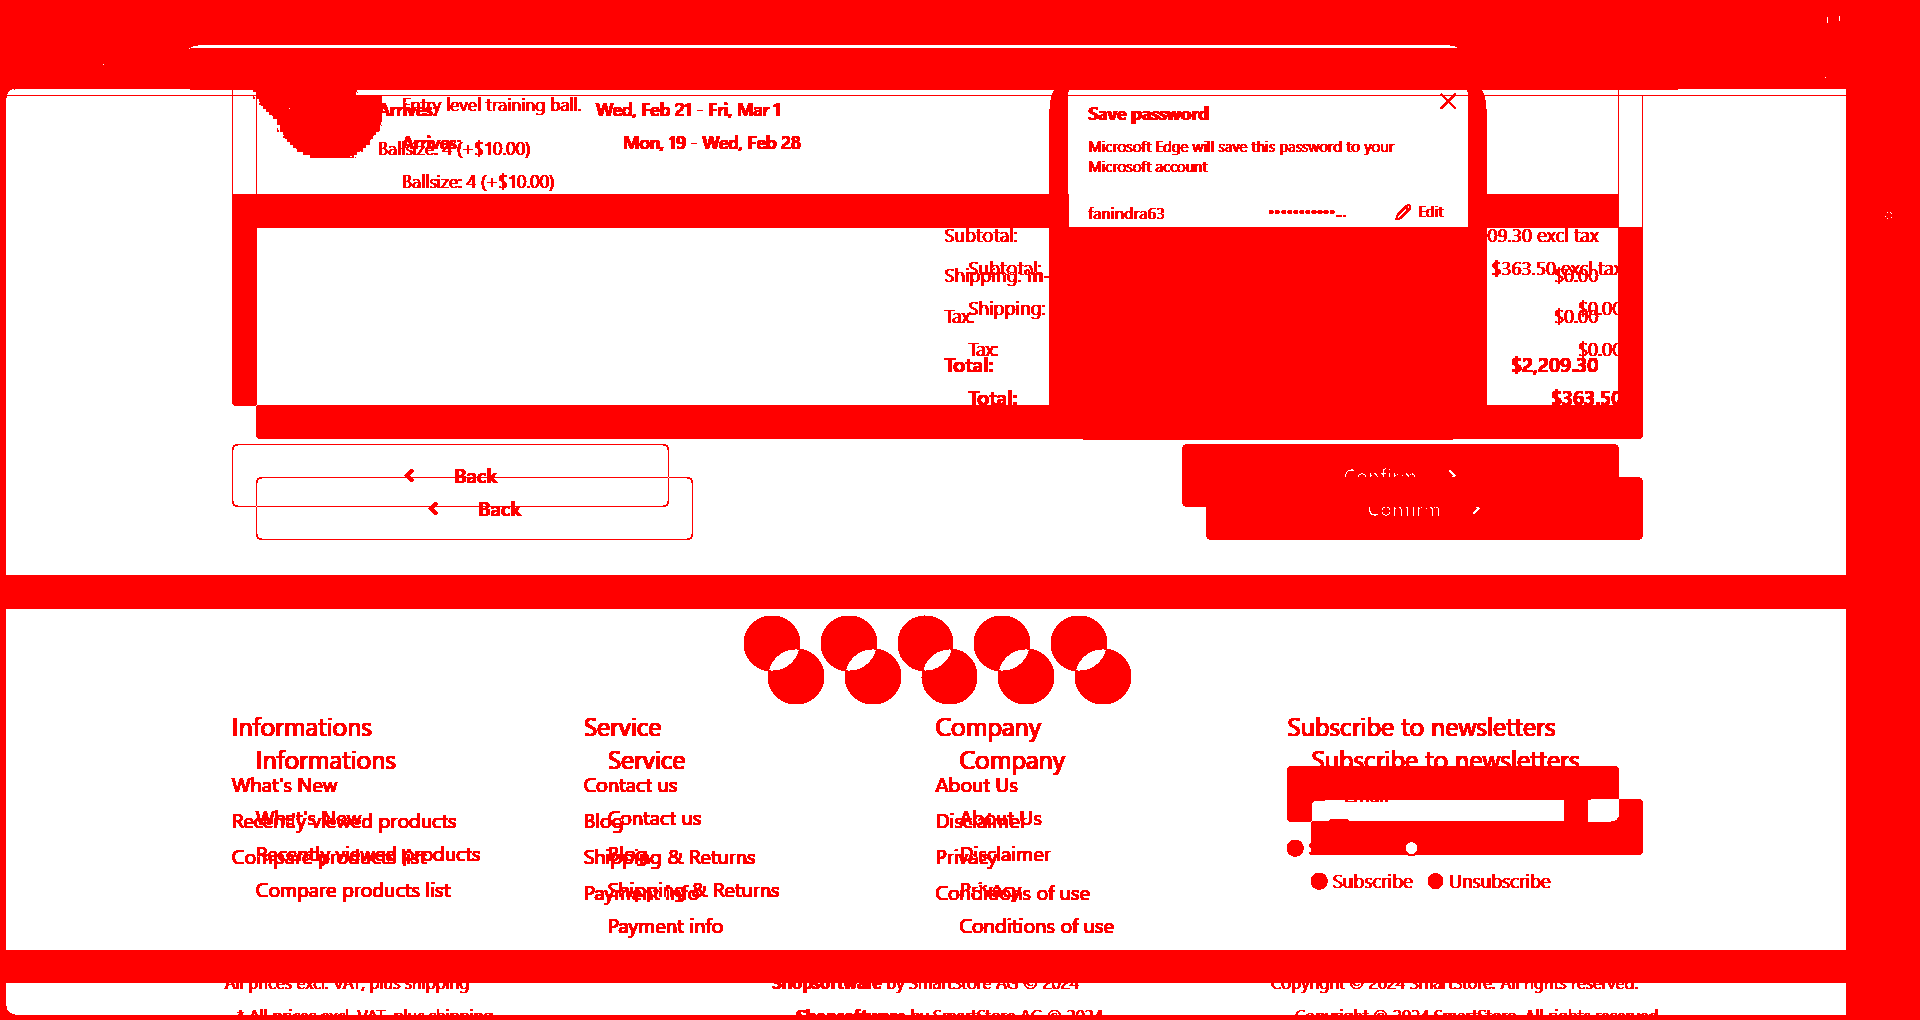 Entry level training ball.
Arrives: Wed, Feb 21 - Fri, Mar 1
Arrives: Mon, 19 - Wed, Feb 28
Ballsize: 4 (+$10.00)
Ballsize: 4 (+$10.00)
Save password
Microsoft Edge will save this password to your
Microsoft account
fanindra63
Edit
Subtotal: 09.30 excl tax
Subtotal: $363.50 excl tax
Shipping: in- $0.00
Shipping: $0.00
Tax: $0.00
Tax: $0.00
Total: $2,209.30
Total: $363.50
Back
Confirm
Back
Confirm
Informations
Service
Company
Subscribe to newsletters
Informations
Service
Company
Subscribe to newsletters
What's New
Contact us
About Us
Email
What's New
Contact us
About Us
Recently viewed products
Blog
Disclaimer
Recently viewed products
Blog
Disclaimer
Compare products list
Shipping & Returns
Privacy
Compare products list
Shipping & Returns
Privacy
Subscribe
Unsubscribe
Payment info
Conditions of use
Payment info
Conditions of use
All prices excl. VAT, plus shipping
Shopsoftware by SmartStore AG © 2024
Copyright © 2024 SmartStore. All rights reserved.
* All prices excl. VAT, plus shipping
Shopsoftware by SmartStore AG © 2024
Copyright © 2024 SmartStore. All rights reserved.